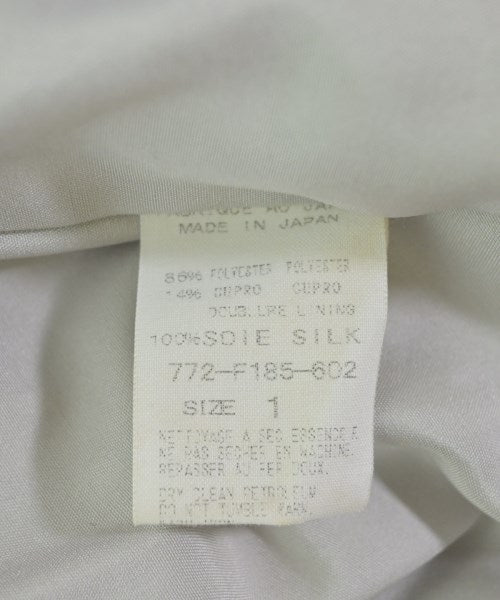 MADE IN JAPAN
86% POLYESTER POLYESTER
14% CUPRO CUPRO
DOUBLURE LINING
100% SOIE SILK
772-F185-602
SIZE 1
NETTOYAGE A SEC ESSENCE F
NE PAS SECHER EN MACHINE.
REPASSER AU FER DOUX.
DRY CLEAN PETROLEUM
DO NOT TUMBLE